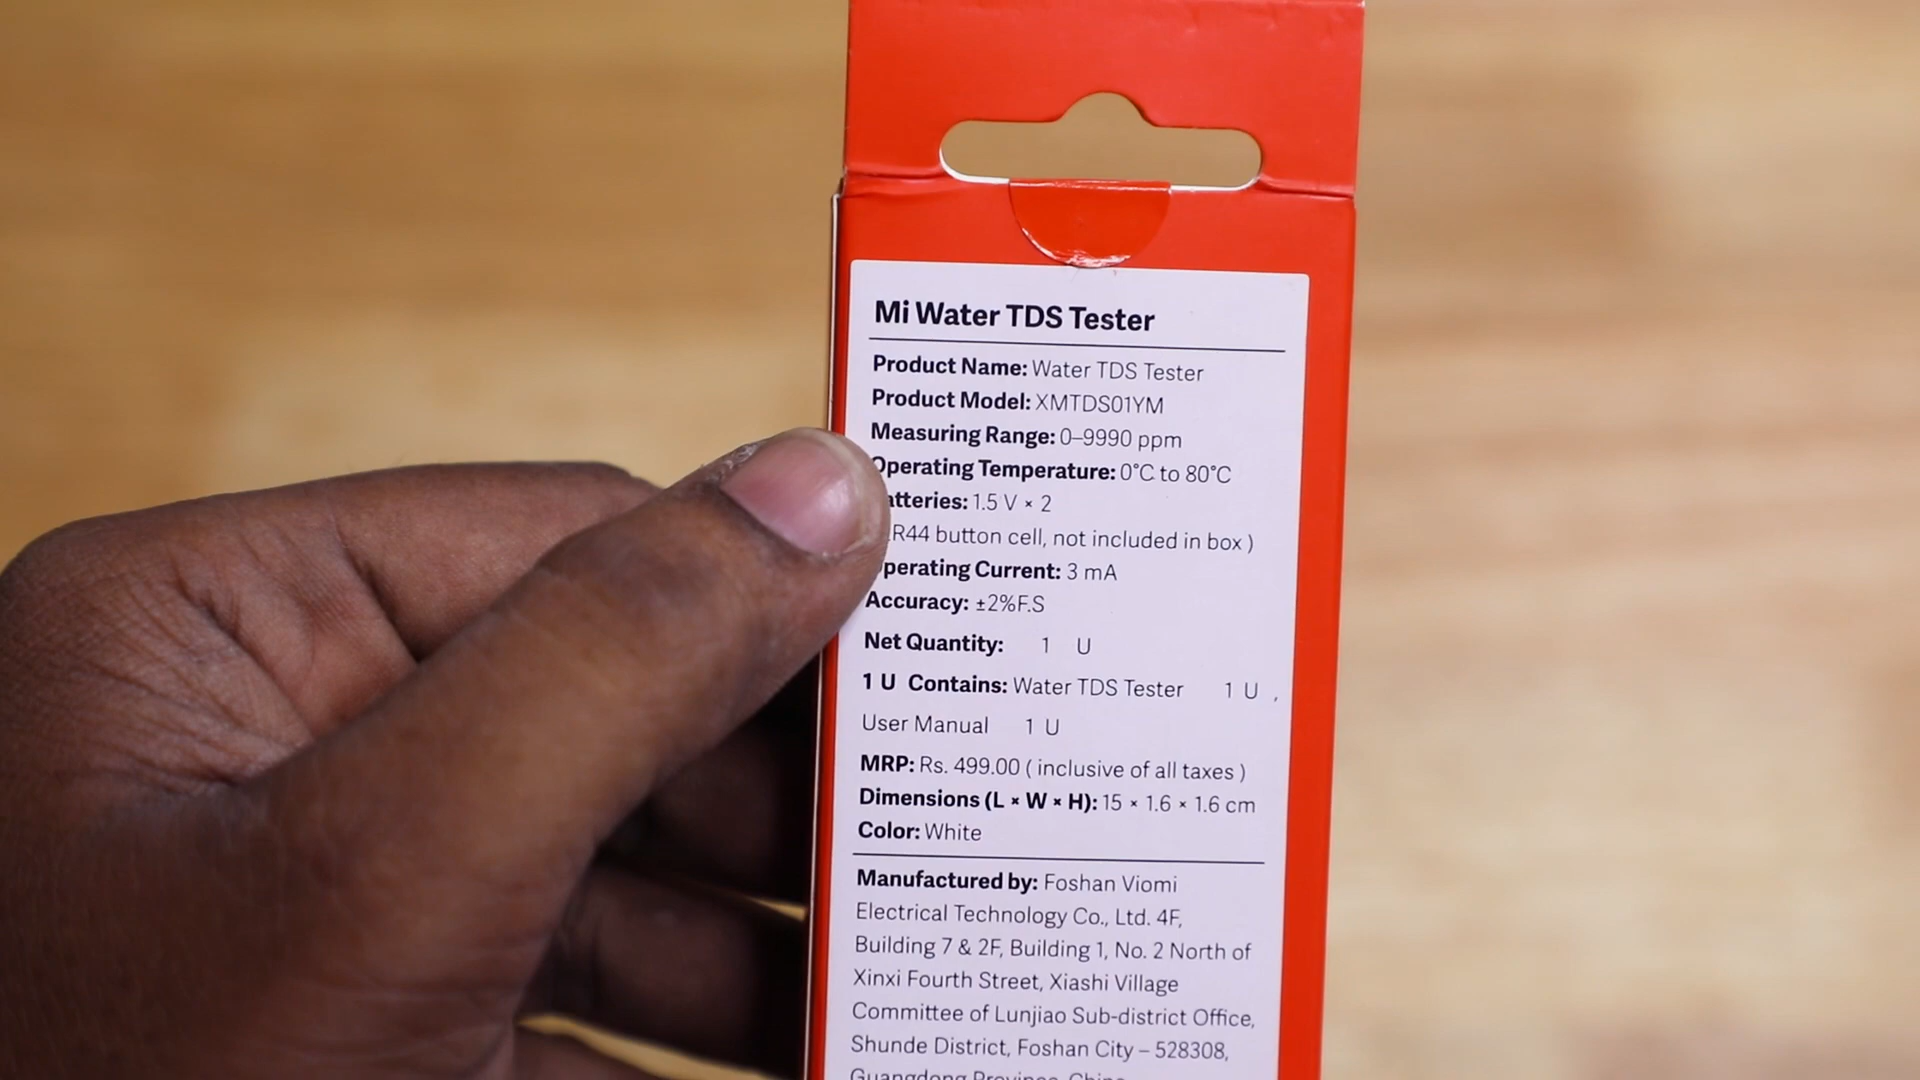 Mi Water TDS Tester
Product Name: Water TDS Tester
Product Model: XMTDS01YM
Measuring Range: 0–9990 ppm
Operating Temperature: 0°C to 80°C
atteries: 1.5 V × 2
R44 button cell, not included in box )
perating Current: 3 mA
Accuracy: ±2%F.S
Net Quantity: 1 U
1 U Contains: Water TDS Tester 1 U ,
User Manual 1 U
MRP: Rs. 499.00 ( inclusive of all taxes )
Dimensions (L × W × H): 15 × 1.6 × 1.6 cm
Color: White
Manufactured by: Foshan Viomi
Electrical Technology Co., Ltd. 4F,
Building 7 & 2F, Building 1, No. 2 North of
Xinxi Fourth Street, Xiashi Village
Committee of Lunjiao Sub-district Office,
Shunde District, Foshan City – 528308,
Guangdong Province, China